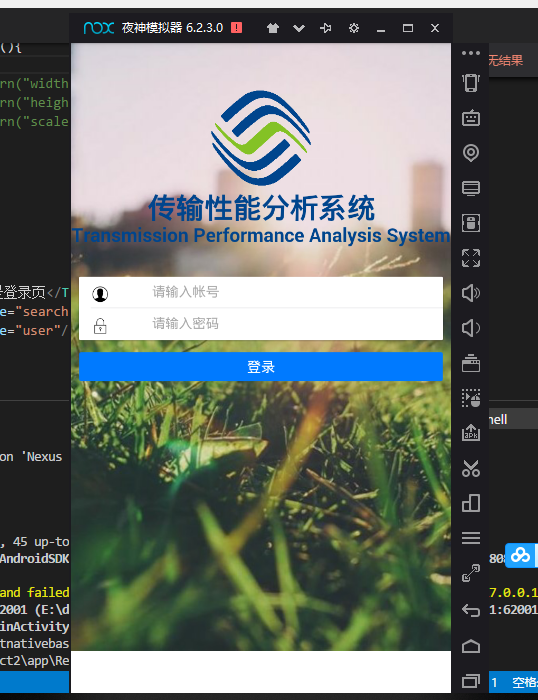 nox 夜神模拟器 6.2.3.0
(){
无结果
rn("width
rn("heigh
rn("scale
传输性能分析系统
Transmission Performance Analysis System
是登录页</T
请输入帐号
e="search
请输入密码
e="user"/
登录
hell
on 'Nexus
, 45 up-to
AndroidSDK
808
and failed
7.0.0.1
2001 (E:\d
1:62001
inActivity
tnativebas
ct2\app\Re
1 空格